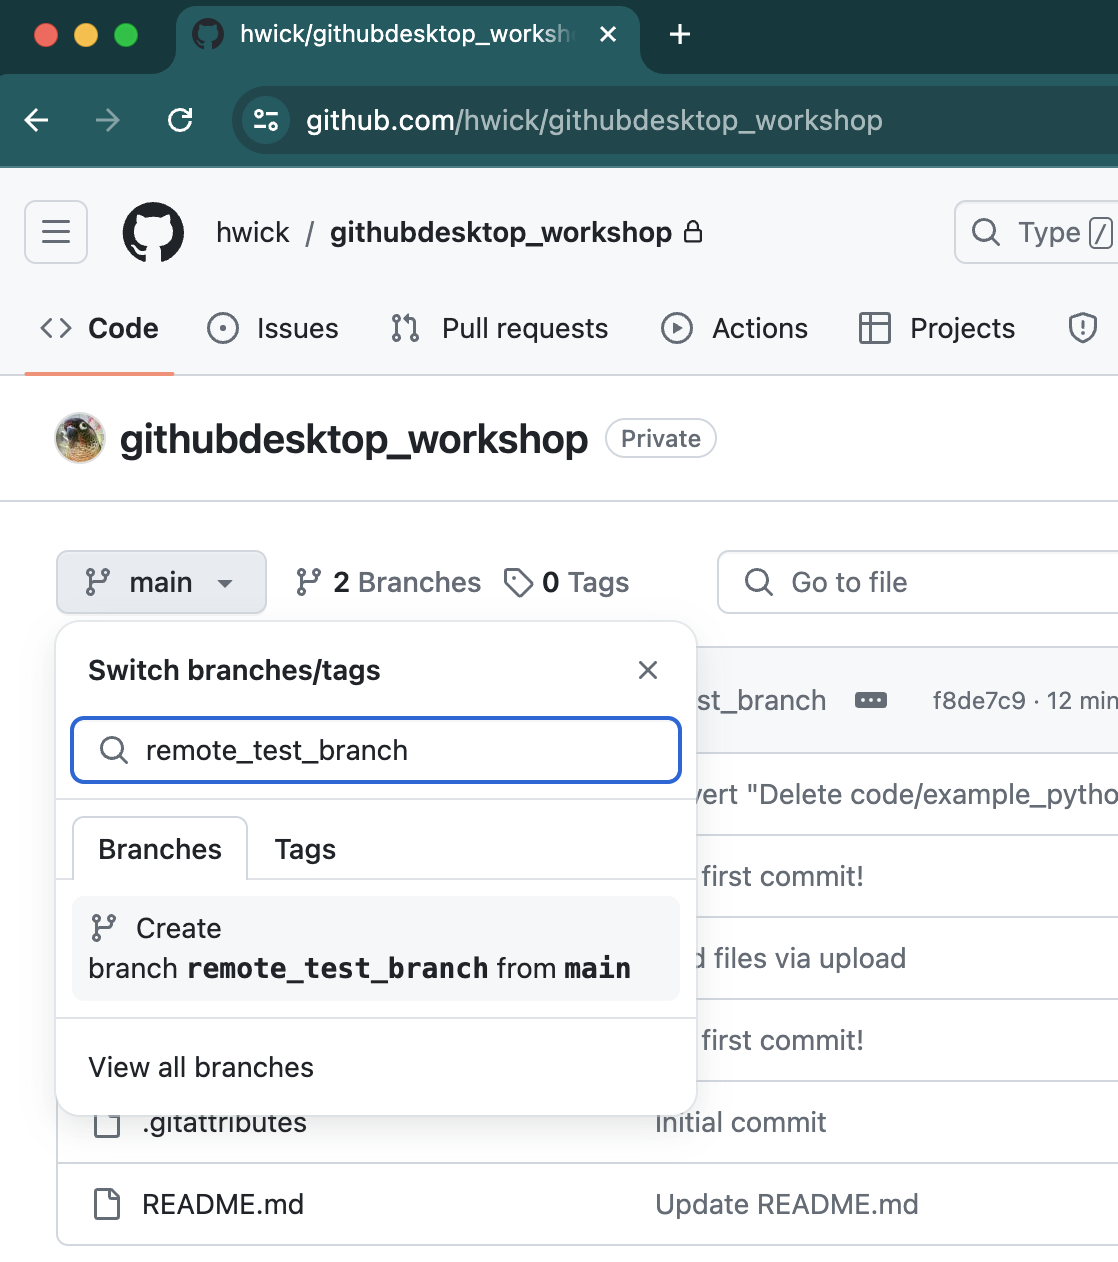 hwick/githubdesktop_worksh
github.com/hwick/githubdesktop_workshop
hwick / githubdesktop_workshop
Type /
Code Issues Pull requests Actions Projects
githubdesktop_workshop Private
main 2 Branches 0 Tags Go to file
Switch branches/tags
st_branch f8de7c9 · 12 min
remote_test_branch
vert "Delete code/example_pytho
Branches Tags
first commit!
Create
branch remote_test_branch from main
d files via upload
first commit!
View all branches
.gitattributes Initial commit
README.md Update README.md